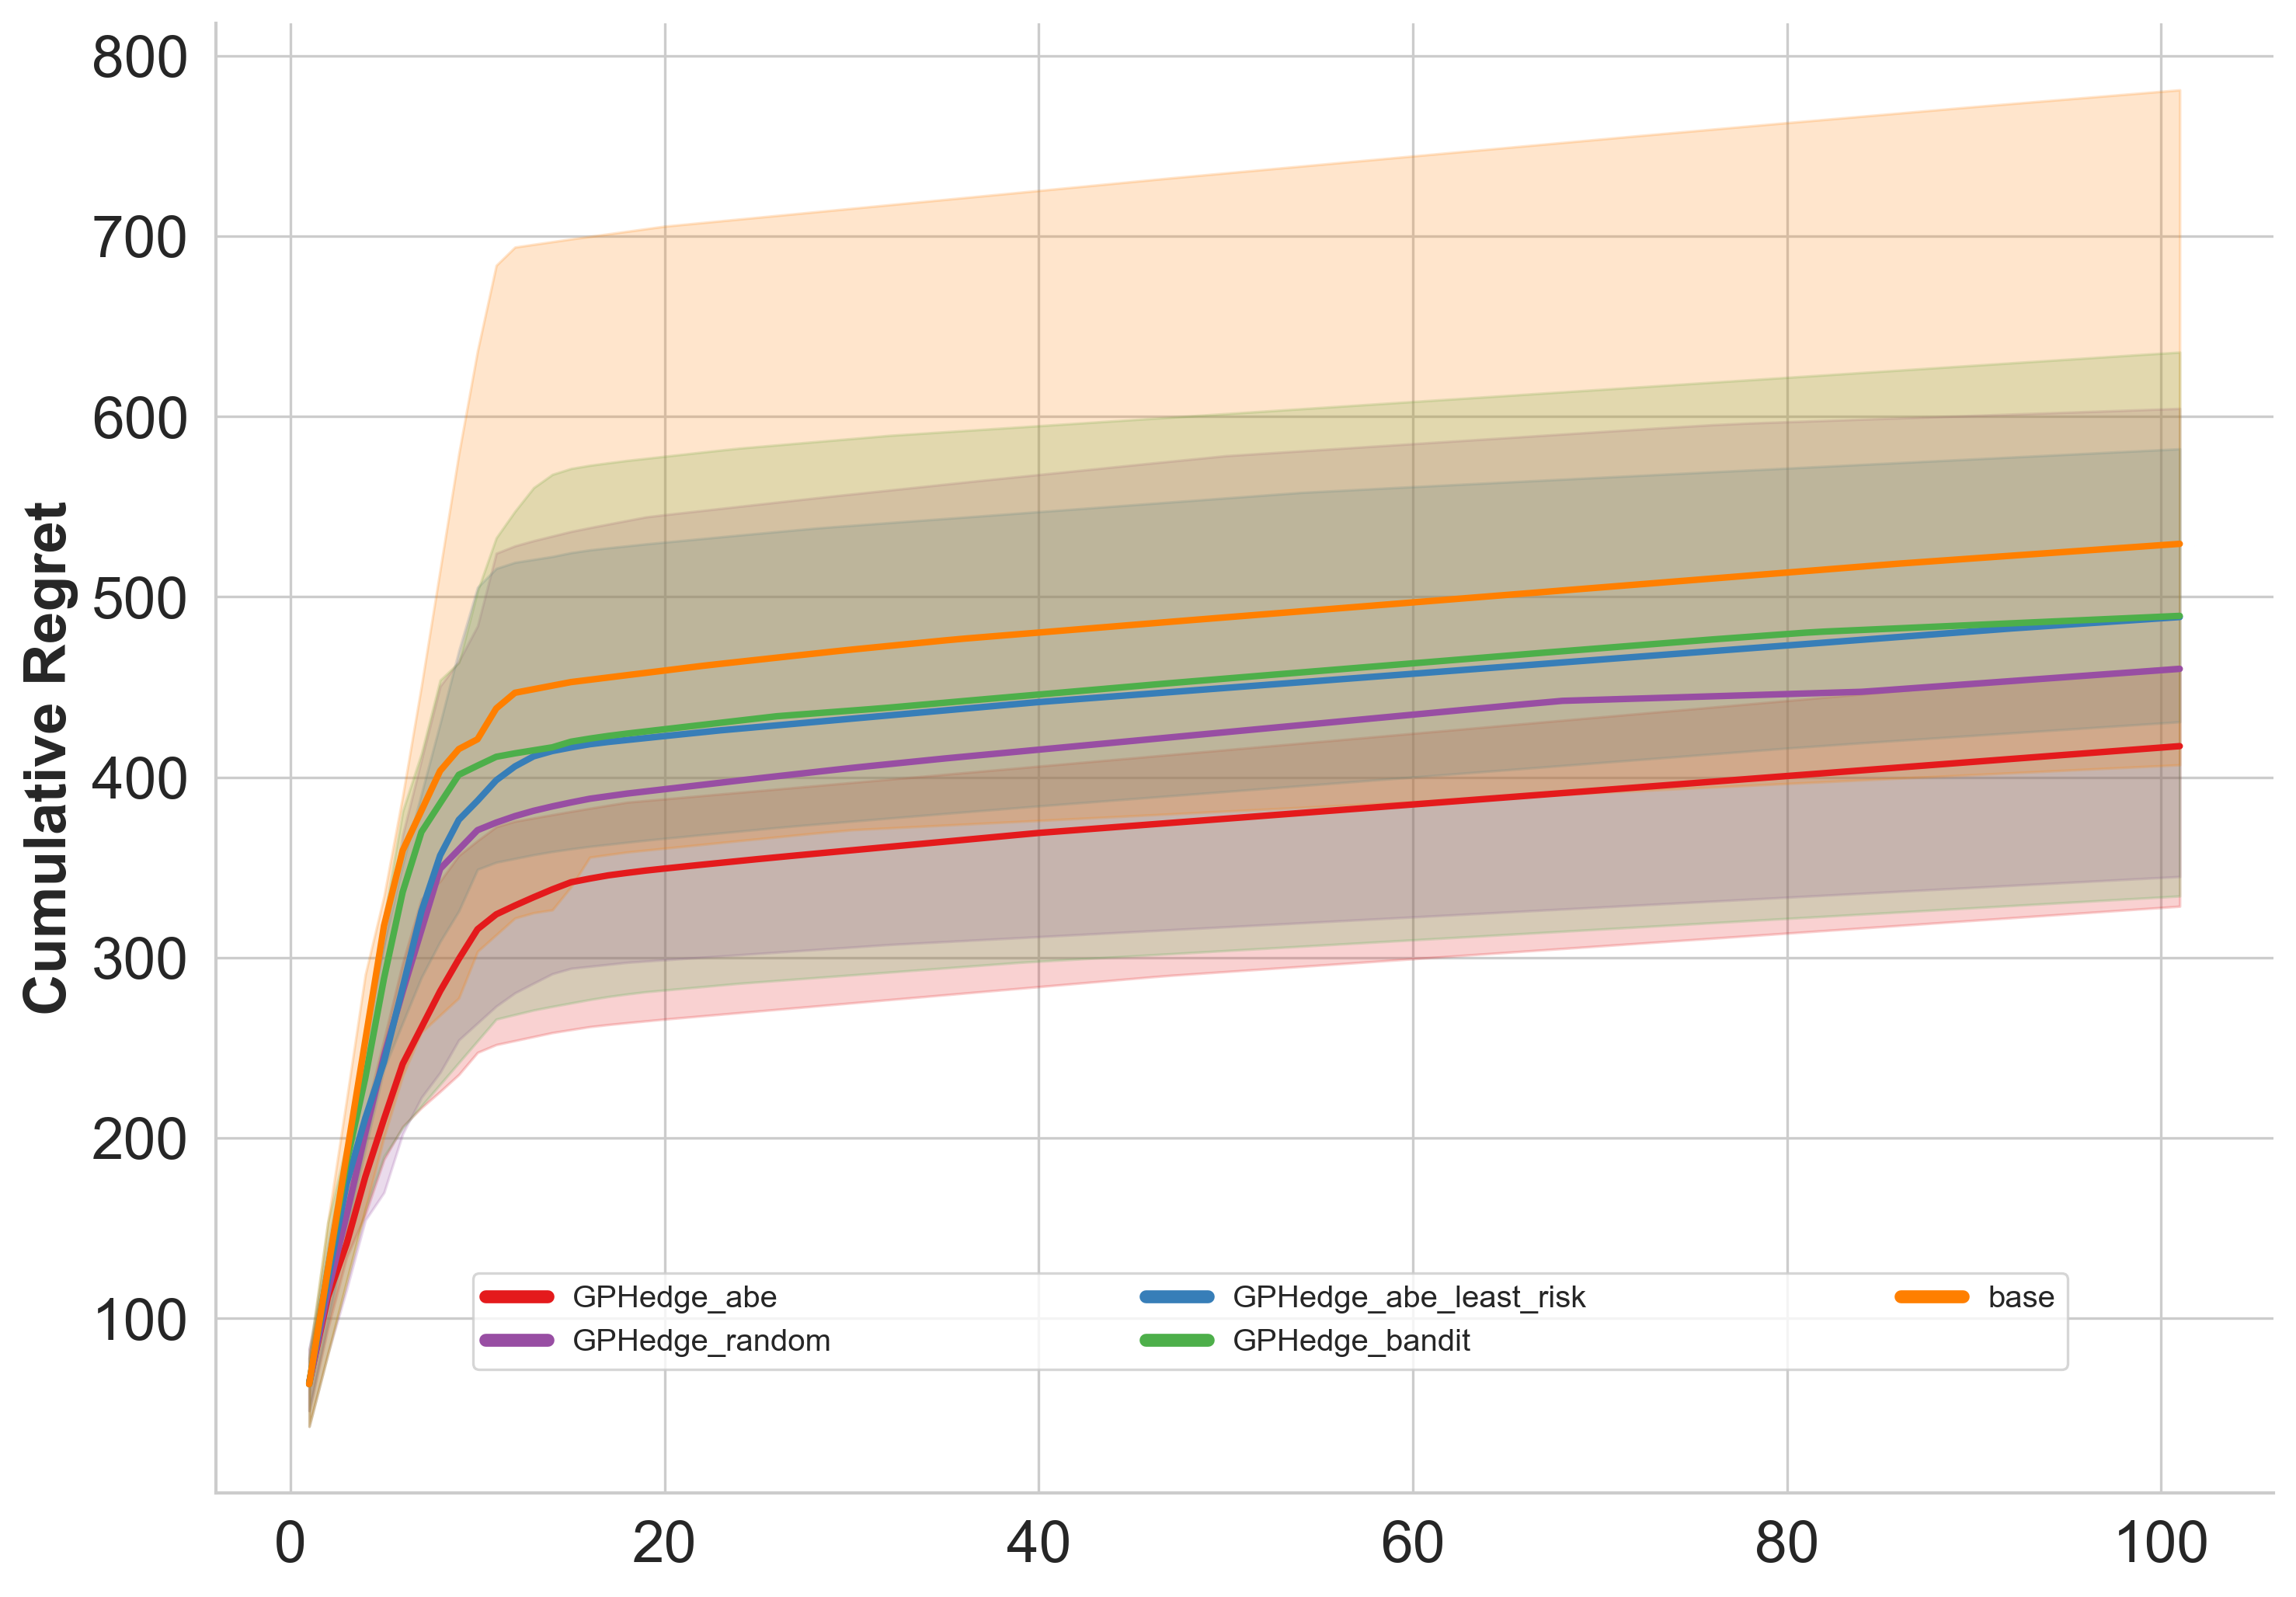 800
700
600
500
400
300
200
100
Cumulative Regret
GPHedge_abe
GPHedge_random
GPHedge_abe_least_risk
GPHedge_bandit
base
0 20 40 60 80 100